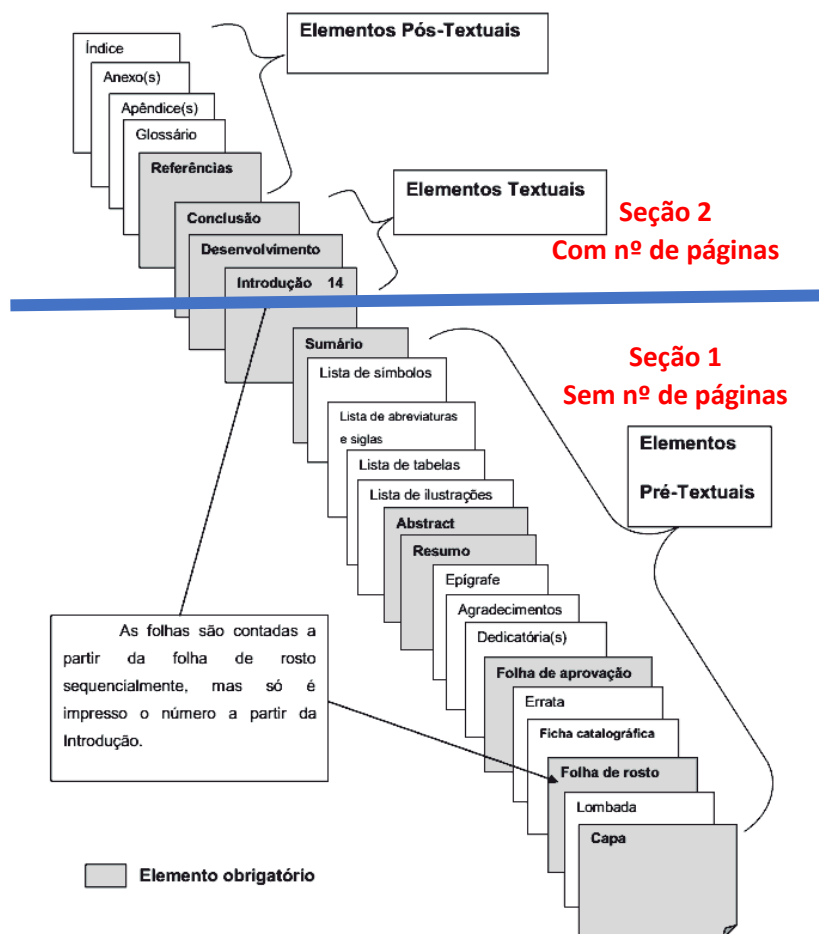 Elementos Pós-Textuais
Índice
Anexo(s)
Apêndice(s)
Glossário
Referências
Elementos Textuais
Conclusão
Desenvolvimento
Introdução 14
Seção 2
Com nº de páginas
Seção 1
Sem nº de páginas
Sumário
Lista de símbolos
Lista de abreviaturas
e siglas
Lista de tabelas
Lista de ilustrações
Abstract
Resumo
Epígrafe
Agradecimentos
Dedicatória(s)
Folha de aprovação
Errata
Ficha catalográfica
Folha de rosto
Lombada
Capa
Elementos
Pré-Textuais
As folhas são contadas a
partir da folha de rosto
sequencialmente, mas só é
impresso o número a partir da
Introdução.
Elemento obrigatório